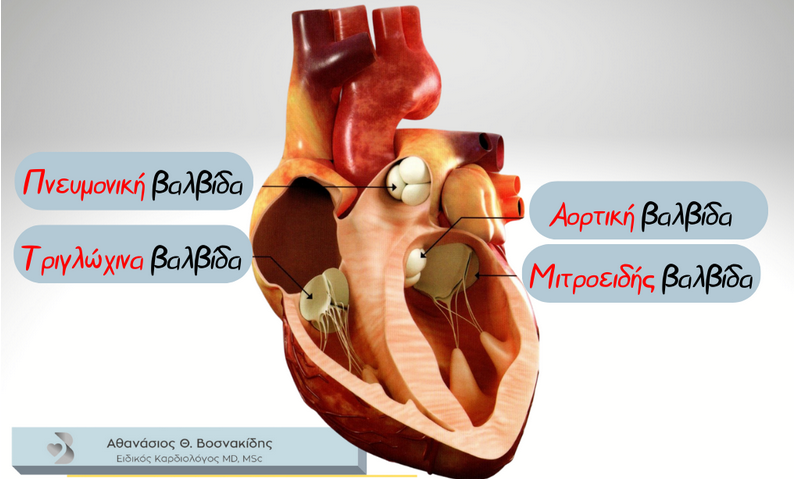 Πνευμονική βαλβίδα
Αορτική βαλβίδα
Τριγλώχινα βαλβίδα
Μιτροειδής βαλβίδα
Αθανάσιος Θ. Βοσνακίδης
Ειδικός Καρδιολόγος MD, MSc